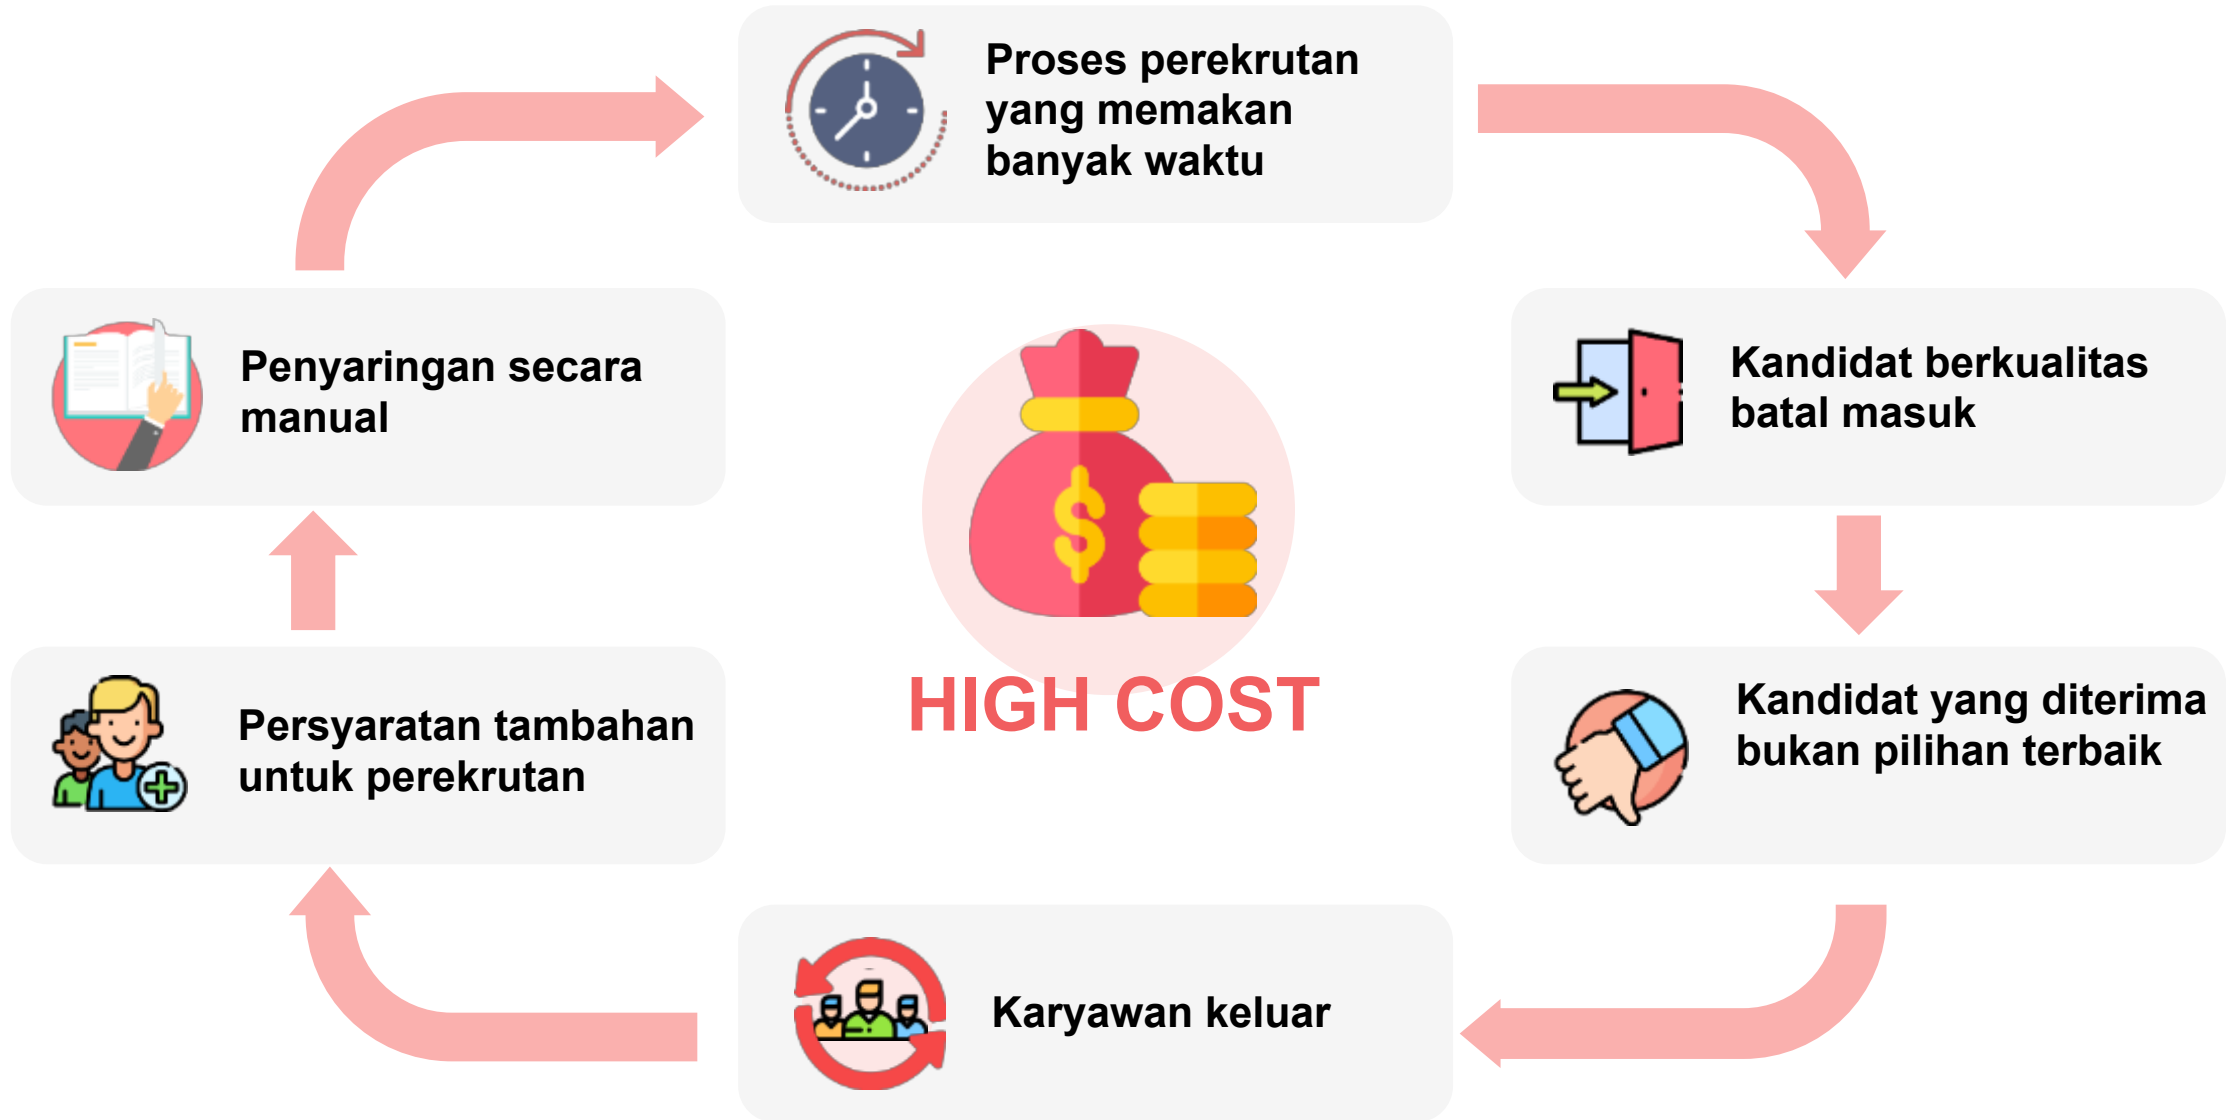 Proses perekrutan
yang memakan
banyak waktu
Kandidat berkualitas
batal masuk
Kandidat yang diterima
bukan pilihan terbaik
Karyawan keluar
Persyaratan tambahan
untuk perekrutan
Penyaringan secara
manual
HIGH COST